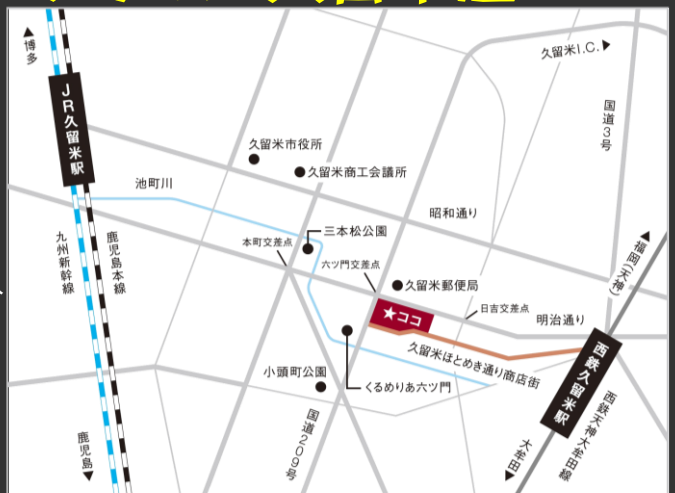 ▲博多
JR久留米駅
久留米I.C.▶
国道3号
久留米市役所
久留米商工会議所
池町川
昭和通り
三本松公園
本町交差点
六ツ門交差点
九州新幹線
鹿児島本線
久留米郵便局
▲福岡(天神)
日吉交差点
明治通り
★ココ
久留米ほとめき通り商店街
西鉄久留米駅
小頭町公園
くるめりあ六ツ門
西鉄天神大牟田線
国道209号
鹿児島▼
大牟田▼